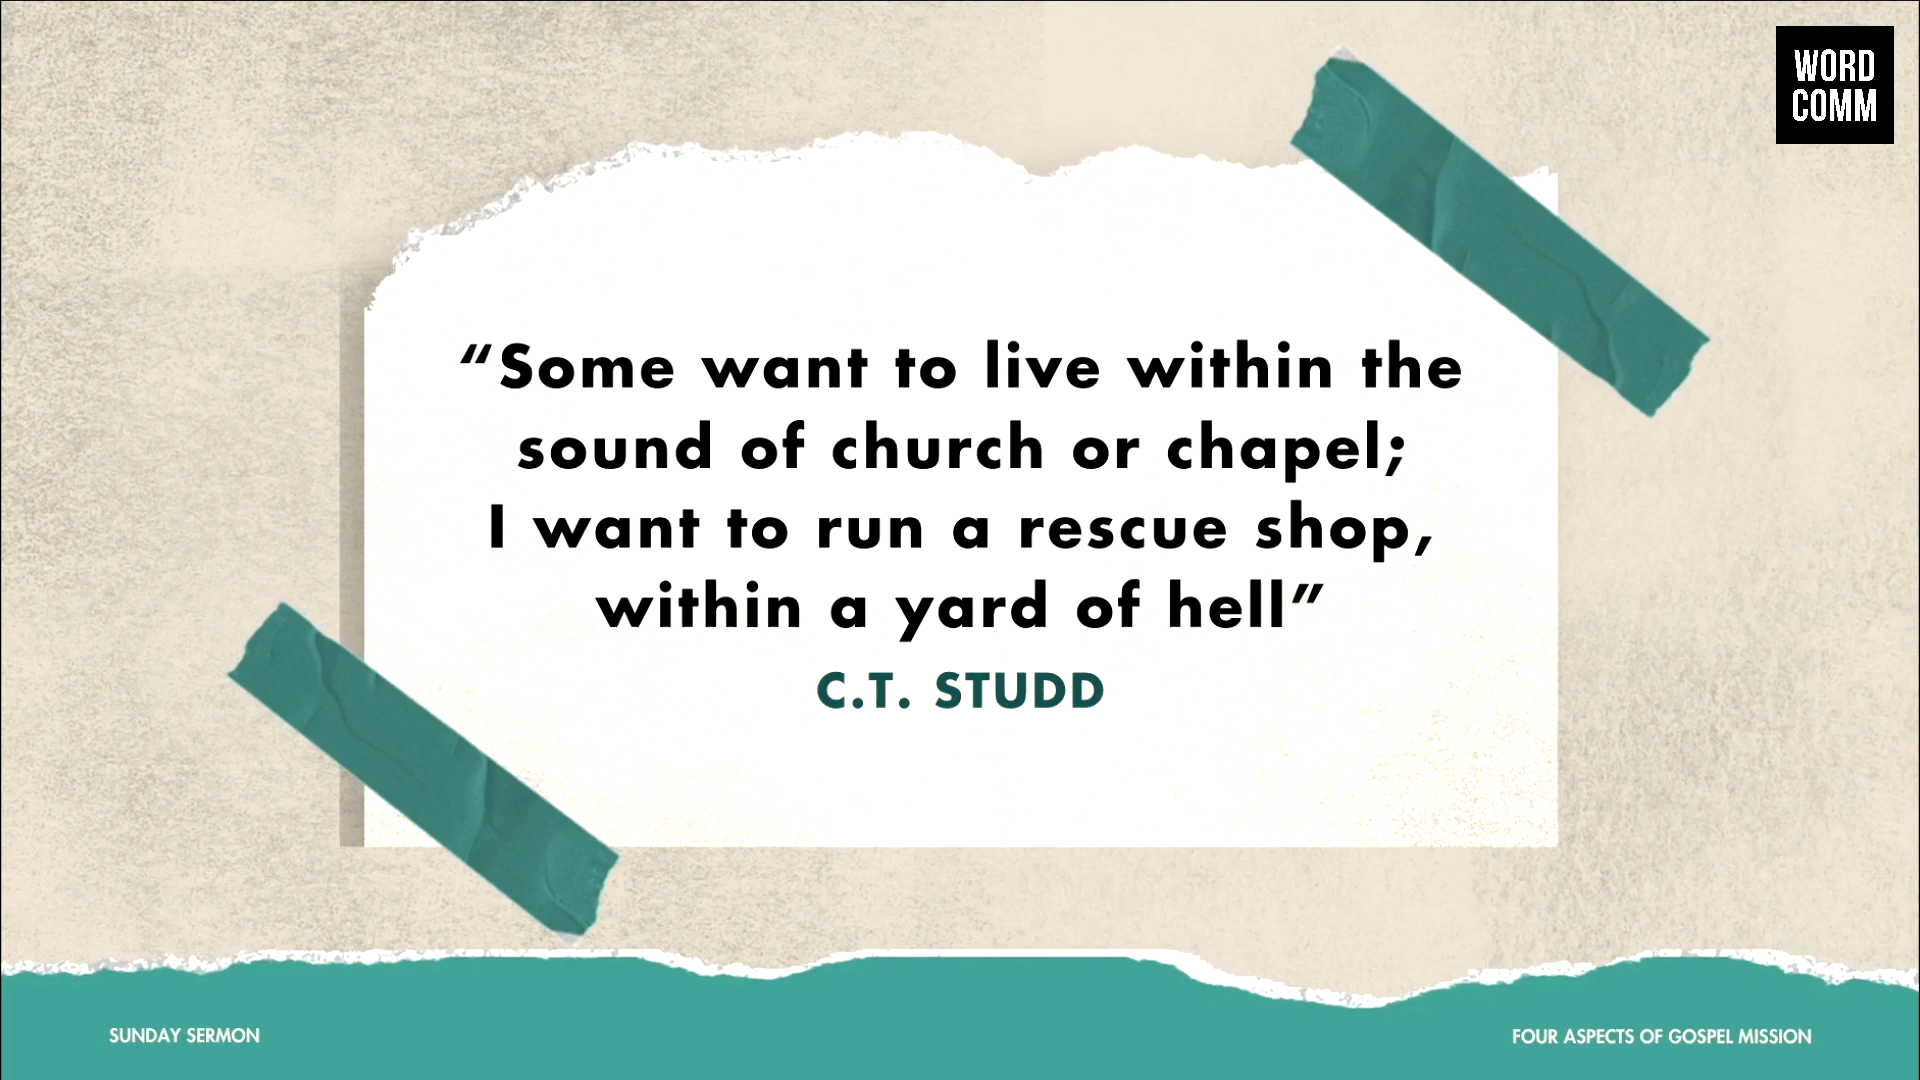 WORD
COMM
“Some want to live within the
sound of church or chapel;
I want to run a rescue shop,
within a yard of hell”
C.T. STUDD
SUNDAY SERMON
FOUR ASPECTS OF GOSPEL MISSION